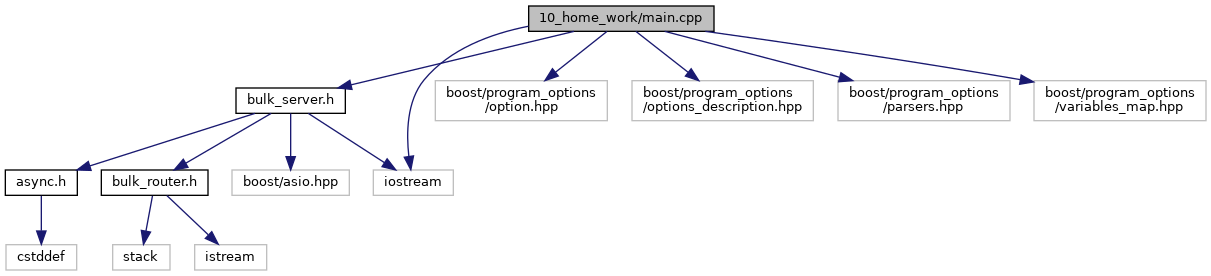 10_home_work/main.cpp
bulk_server.h
boost/program_options
/option.hpp
boost/program_options
/options_description.hpp
boost/program_options
/parsers.hpp
boost/program_options
/variables_map.hpp
async.h
bulk_router.h
boost/asio.hpp
iostream
cstddef
stack
istream